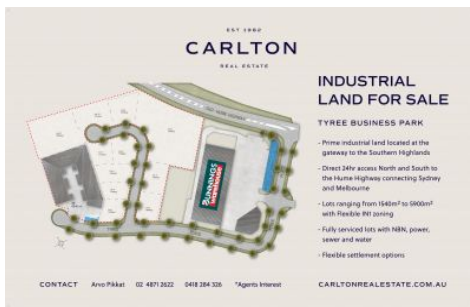 EST 1982
CARLTON
REAL ESTATE
INDUSTRIAL
LAND FOR SALE
TYREE BUSINESS PARK
- Prime industrial land located at the
gateway to the Southern Highlands
- Direct 24hr access North and South to
the Hume Highway connecting Sydney
and Melbourne
- Lots ranging from 1540m² to 5900m²
with Flexible IN1 zoning
- Fully serviced lots with NBN, power,
sewer and water
- Flexible settlement options
BUNNINGS
warehouse
CONTACT Arvo Pikkat 02 4871 2622 0418 284 326 *Agents Interest
CARLTONREALESTATE.COM.AU